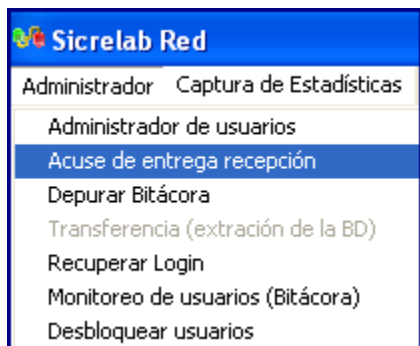 Sicrelab Red
Administrador Captura de Estadísticas
Administrador de usuarios
Acuse de entrega recepción
Depurar Bitácora
Transferencia (extración de la BD)
Recuperar Login
Monitoreo de usuarios (Bitácora)
Desbloquear usuarios